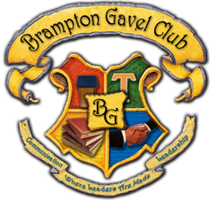 Brampton Gavel Club
T
BG
Communication
Leadership
Where Leaders Are Made